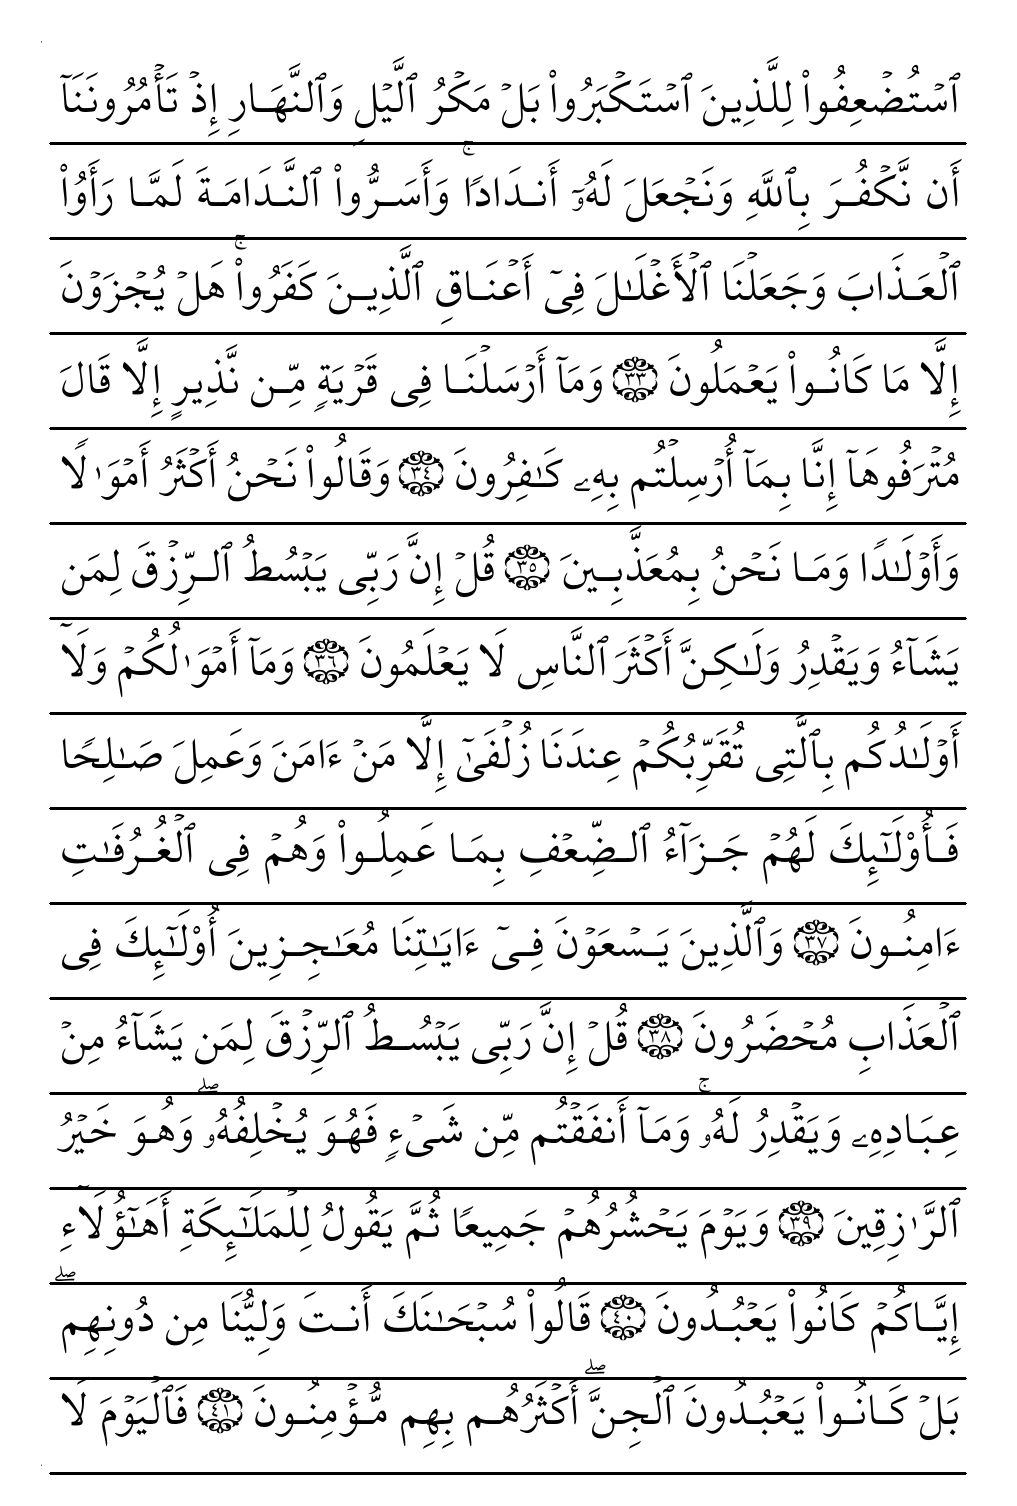 ٱسۡتُضۡعِفُواْ لِلَّذِينَ ٱسۡتَكۡبَرُواْ بَلۡ مَكۡرُ ٱلَّيۡلِ وَٱلنَّهَارِ إِذۡ تَأۡمُرُونَنَآ
أَن نَّكۡفُرَ بِٱللَّهِ وَنَجۡعَلَ لَهُۥٓ أَندَادٗاۚ وَأَسَرُّواْ ٱلنَّدَامَةَ لَمَّا رَأَوُاْ
ٱلۡعَذَابَ وَجَعَلۡنَا ٱلۡأَغۡلَٰلَ فِيٓ أَعۡنَاقِ ٱلَّذِينَ كَفَرُواْۚ هَلۡ يُجۡزَوۡنَ
إِلَّا مَا كَانُواْ يَعۡمَلُونَ ٣٣ وَمَآ أَرۡسَلۡنَا فِي قَرۡيَةٖ مِّن نَّذِيرٍ إِلَّا قَالَ
مُتۡرَفُوهَآ إِنَّا بِمَآ أُرۡسِلۡتُم بِهِۦ كَٰفِرُونَ ٣٤ وَقَالُواْ نَحۡنُ أَكۡثَرُ أَمۡوَٰلٗا
وَأَوۡلَٰدٗا وَمَا نَحۡنُ بِمُعَذَّبِينَ ٣٥ قُلۡ إِنَّ رَبِّي يَبۡسُطُ ٱلرِّزۡقَ لِمَن
يَشَآءُ وَيَقۡدِرُ وَلَٰكِنَّ أَكۡثَرَ ٱلنَّاسِ لَا يَعۡلَمُونَ ٣٦ وَمَآ أَمۡوَٰلُكُمۡ وَلَآ
أَوۡلَٰدُكُم بِٱلَّتِي تُقَرِّبُكُمۡ عِندَنَا زُلۡفَىٰٓ إِلَّا مَنۡ ءَامَنَ وَعَمِلَ صَٰلِحٗا
فَأُوْلَٰٓئِكَ لَهُمۡ جَزَآءُ ٱلضِّعۡفِ بِمَا عَمِلُواْ وَهُمۡ فِي ٱلۡغُرُفَٰتِ
ءَامِنُونَ ٣٧ وَٱلَّذِينَ يَسۡعَوۡنَ فِيٓ ءَايَٰتِنَا مُعَٰجِزِينَ أُوْلَٰٓئِكَ فِي
ٱلۡعَذَابِ مُحۡضَرُونَ ٣٨ قُلۡ إِنَّ رَبِّي يَبۡسُطُ ٱلرِّزۡقَ لِمَن يَشَآءُ مِنۡ
عِبَادِهِۦ وَيَقۡدِرُ لَهُۥۚ وَمَآ أَنفَقۡتُم مِّن شَيۡءٖ فَهُوَ يُخۡلِفُهُۥۖ وَهُوَ خَيۡرُ
ٱلرَّٰزِقِينَ ٣٩ وَيَوۡمَ يَحۡشُرُهُمۡ جَمِيعٗا ثُمَّ يَقُولُ لِلۡمَلَٰٓئِكَةِ أَهَٰٓؤُلَآءِ
إِيَّاكُمۡ كَانُواْ يَعۡبُدُونَ ٤٠ قَالُواْ سُبۡحَٰنَكَ أَنتَ وَلِيُّنَا مِن دُونِهِمۖ
بَلۡ كَانُواْ يَعۡبُدُونَ ٱلۡجِنَّۖ أَكۡثَرُهُم بِهِم مُّؤۡمِنُونَ ٤١ فَٱلۡيَوۡمَ لَا